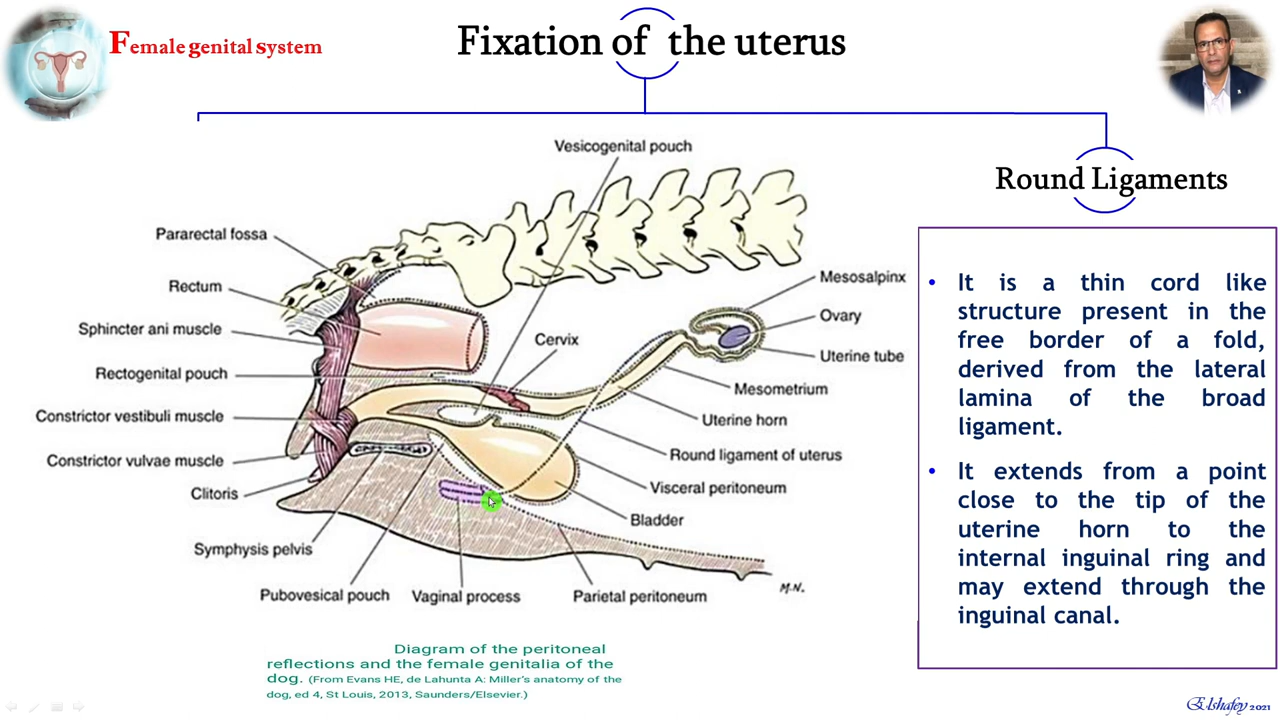 Female genital system
Fixation of the uterus
Round Ligaments
Vesicogenital pouch
Pararectal fossa
Rectum
Sphincter ani muscle
Rectogenital pouch
Constrictor vestibuli muscle
Constrictor vulvae muscle
Clitoris
Symphysis pelvis
Pubovesical pouch
Vaginal process
Parietal peritoneum
Cervix
Mesosalpinx
Ovary
Uterine tube
Mesometrium
Uterine horn
Round ligament of uterus
Visceral peritoneum
Bladder
M.N.
Diagram of the peritoneal
reflections and the female genitalia of the
dog. (From Evans HE, de Lahunta A: Miller's anatomy of the
dog, ed 4, St Louis, 2013, Saunders/Elsevier.)
• It is a thin cord like
structure present in the
free border of a fold,
derived from the lateral
lamina of the broad
ligament.
• It extends from a point
close to the tip of the
uterine horn to the
internal inguinal ring and
may extend through the
inguinal canal.
Elshafey 2021